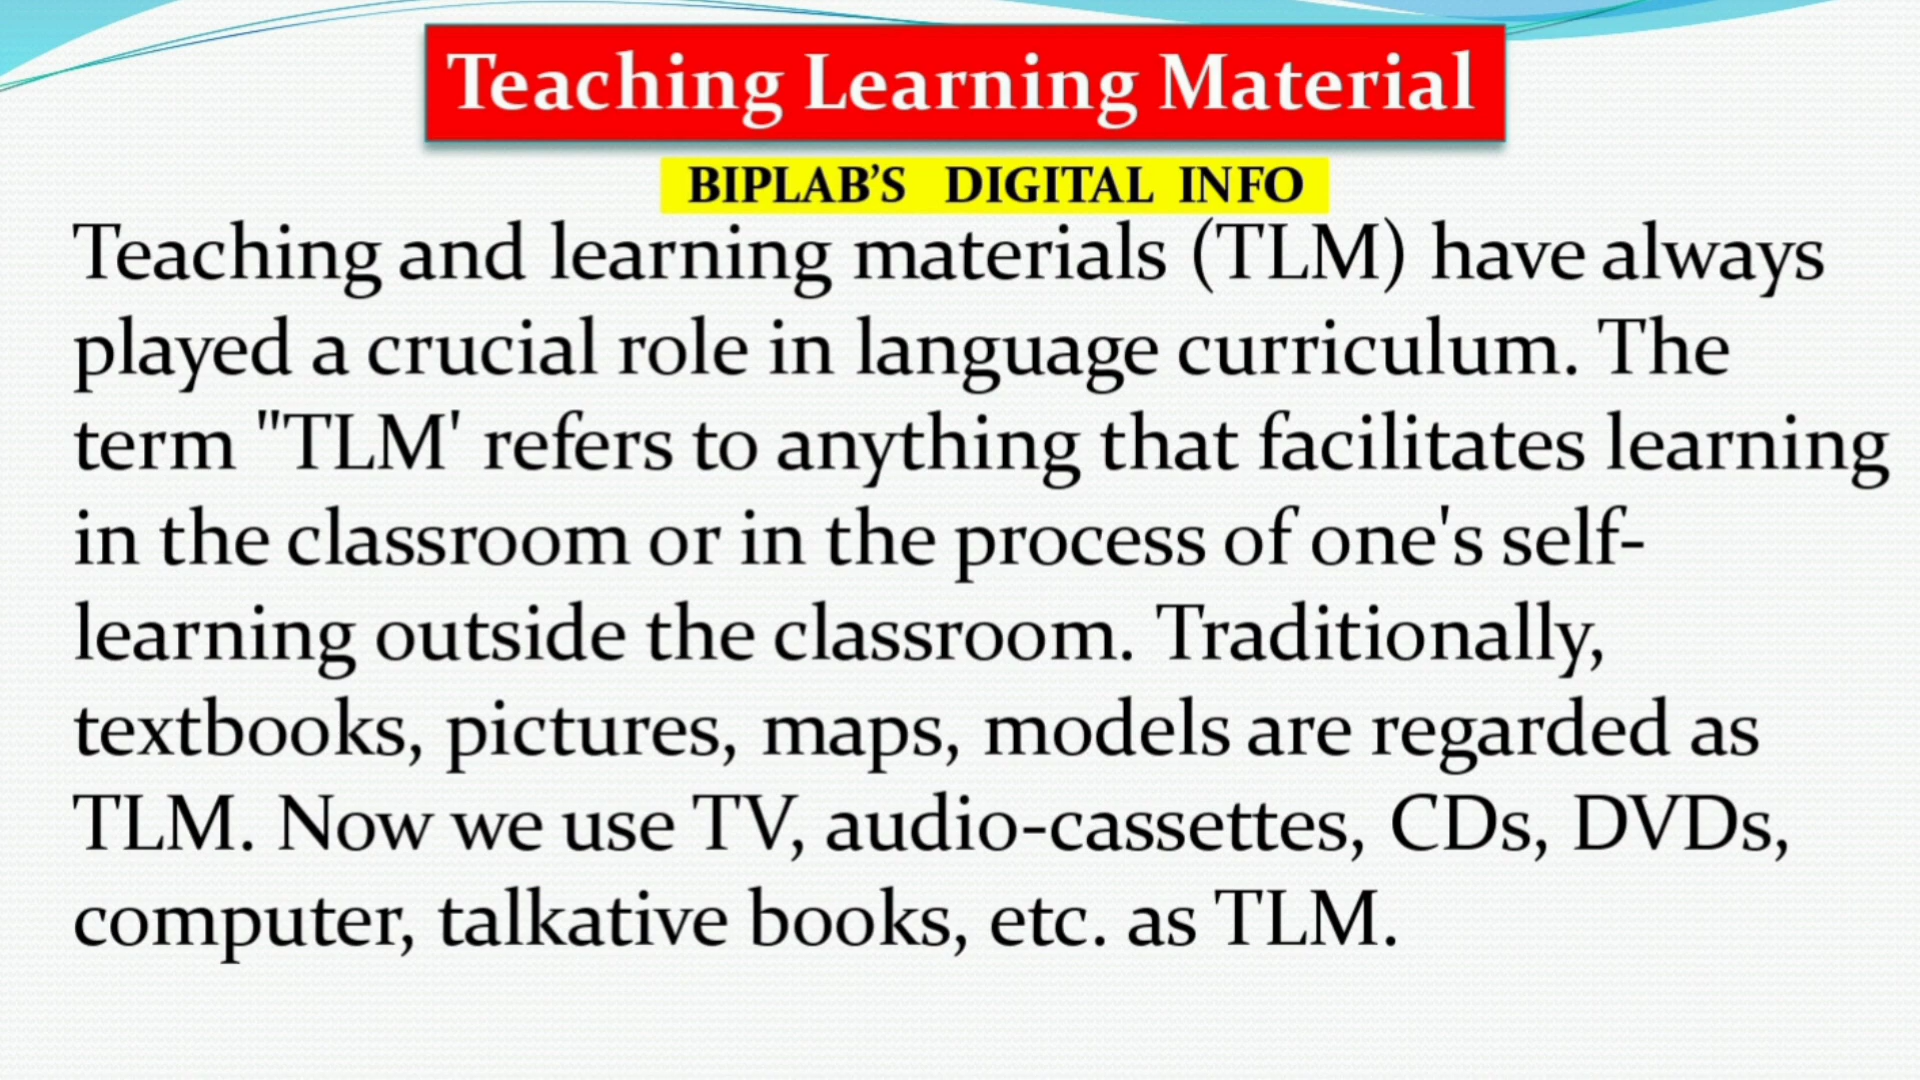 Teaching Learning Material
BIPLAB’S DIGITAL INFO
Teaching and learning materials (TLM) have always
played a crucial role in language curriculum. The
term "TLM' refers to anything that facilitates learning
in the classroom or in the process of one's self-
learning outside the classroom. Traditionally,
textbooks, pictures, maps, models are regarded as
TLM. Now we use TV, audio-cassettes, CDs, DVDs,
computer, talkative books, etc. as TLM.